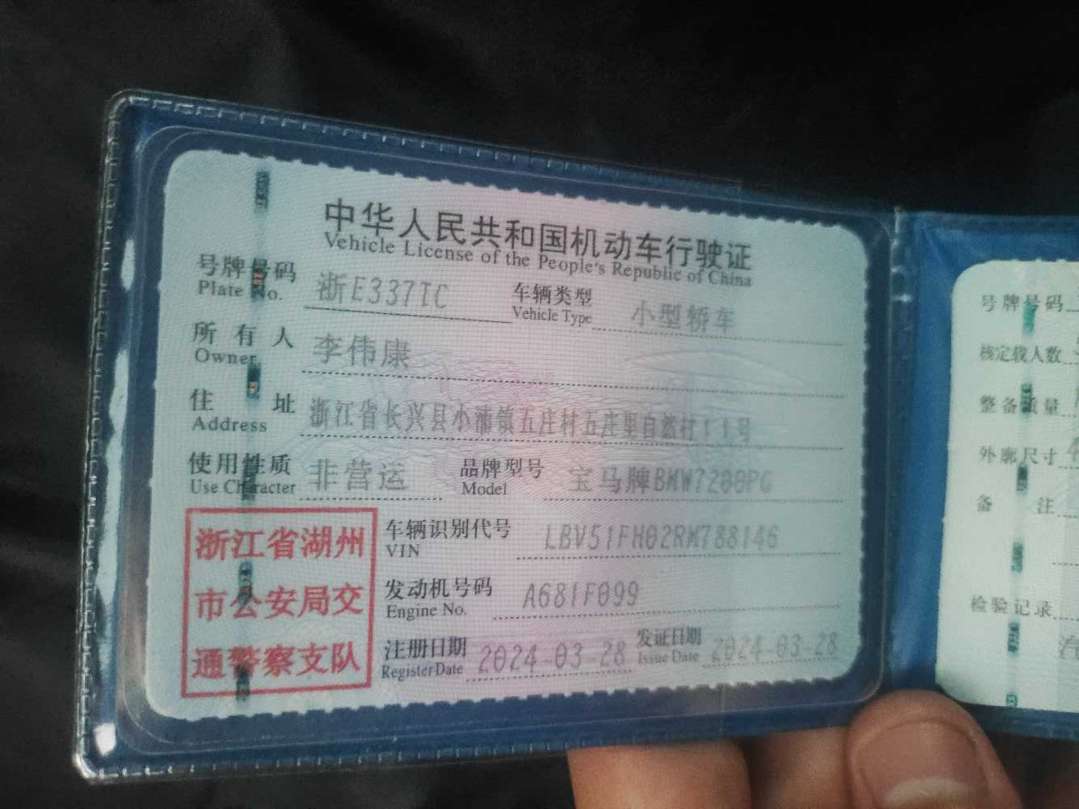 中华人民共和国机动车行驶证
Vehicle License of the People's Republic of China
号牌号码 浙E337TC 车辆类型 小型轿车
Plate No. Vehicle Type
所有人 李伟康
Owner
住址 浙江省长兴县小浦镇五庄村五庄里自然村11号
Address
使用性质 非营运 品牌型号 宝马牌BMW7200PG
Use Character Model
浙江省湖州
市公安局交
通警察支队
车辆识别代号 LBV51FH02RM788146
VIN
发动机号码 A681F099
Engine No.
注册日期 2024-03-28 发证日期 2024-03-28
Register Date Issue Date
号牌号码
核定载人数
整备质量
外廓尺寸
备注
检验记录